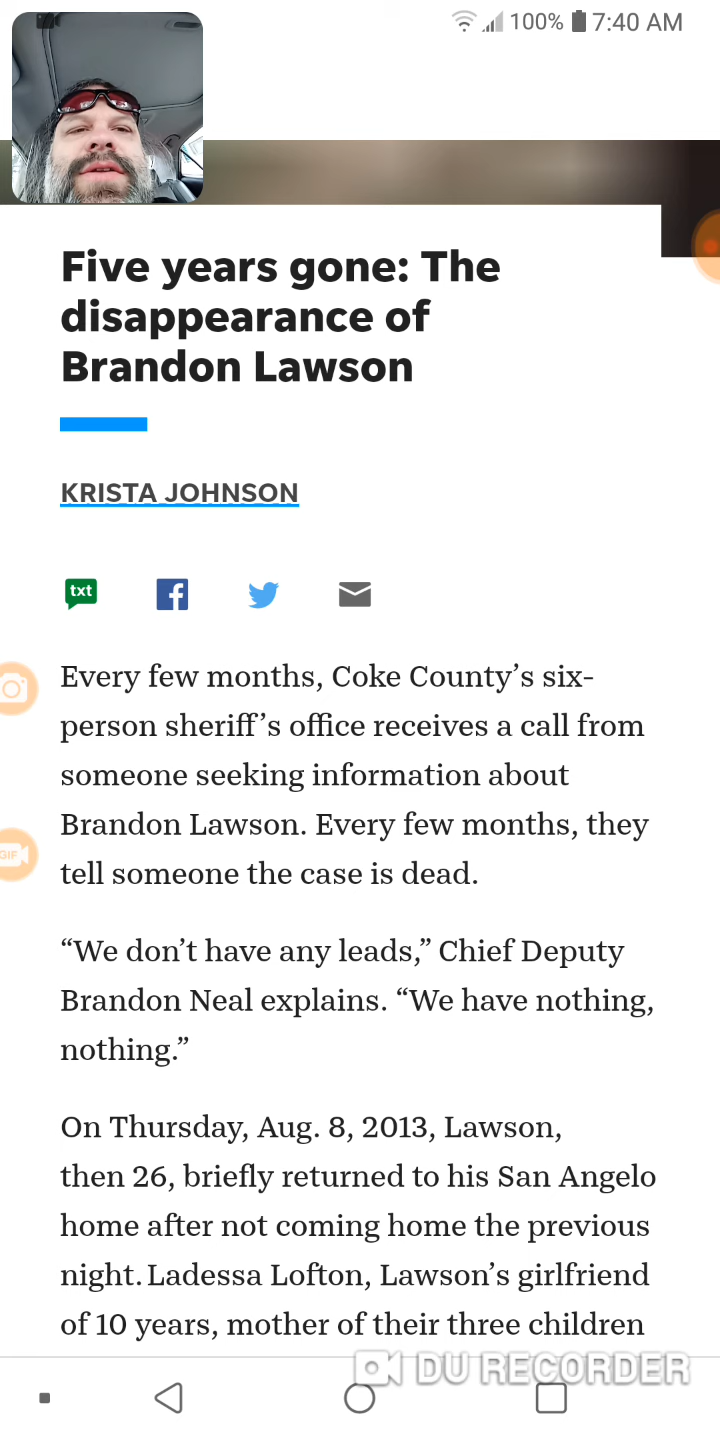 100% 7:40 AM
Five years gone: The
disappearance of
Brandon Lawson
KRISTA JOHNSON
txt
Every few months, Coke County’s six-
person sheriff’s office receives a call from
someone seeking information about
Brandon Lawson. Every few months, they
tell someone the case is dead.
“We don’t have any leads,” Chief Deputy
Brandon Neal explains. “We have nothing,
nothing.”
On Thursday, Aug. 8, 2013, Lawson,
then 26, briefly returned to his San Angelo
home after not coming home the previous
night. Ladessa Lofton, Lawson’s girlfriend
of 10 years, mother of their three children
GIF
DU RECORDER